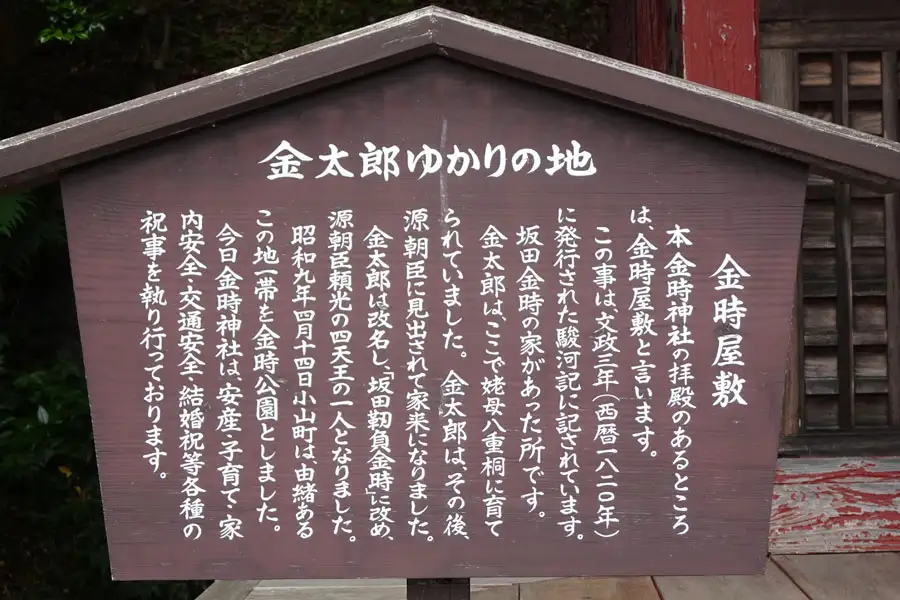 金太郎ゆかりの地
金時屋敷
本金時神社の拝殿のあるところ
は、金時屋敷と言います。
この事は文政三年(西暦一八二〇年)
に発行された駿河記に記されています。
坂田金時の家があった所です。
金太郎は、ここで姥母八重桐に育て
られていました。金太郎は、その後、
源朝臣に見出されて家来になりました。
金太郎は改名し、「坂田靱負金時」に改め、
源朝臣頼光の四天王の一人となりました。
昭和九年四月十四日小山町は由緒ある
この地一帯を金時公園としました。
今日金時神社は、安産・子育て・家
内安全・交通安全・結婚祝等各種の
祝事を執り行っております。